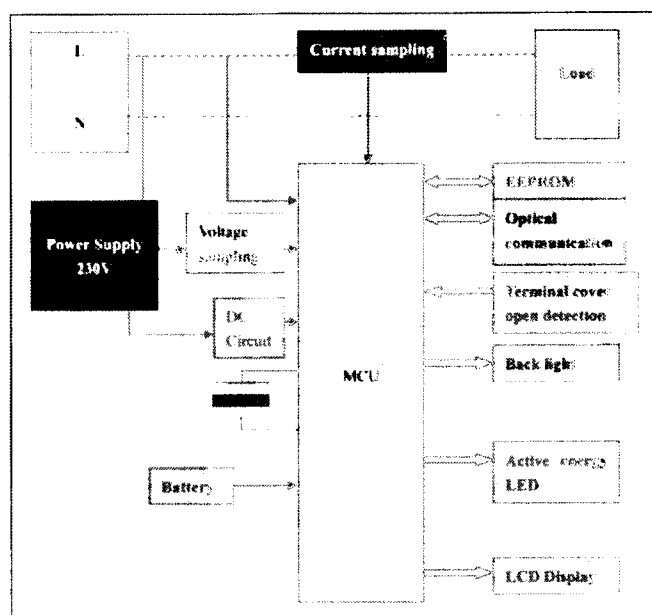 L
Current sampling
Load
N
EEPROM
Power Supply
230V
Voltage
sampling
Optical
communication
Terminal cover
open detection
DC
Circuit
MCU
Back light
Battery
Active energy
LED
LCD Display